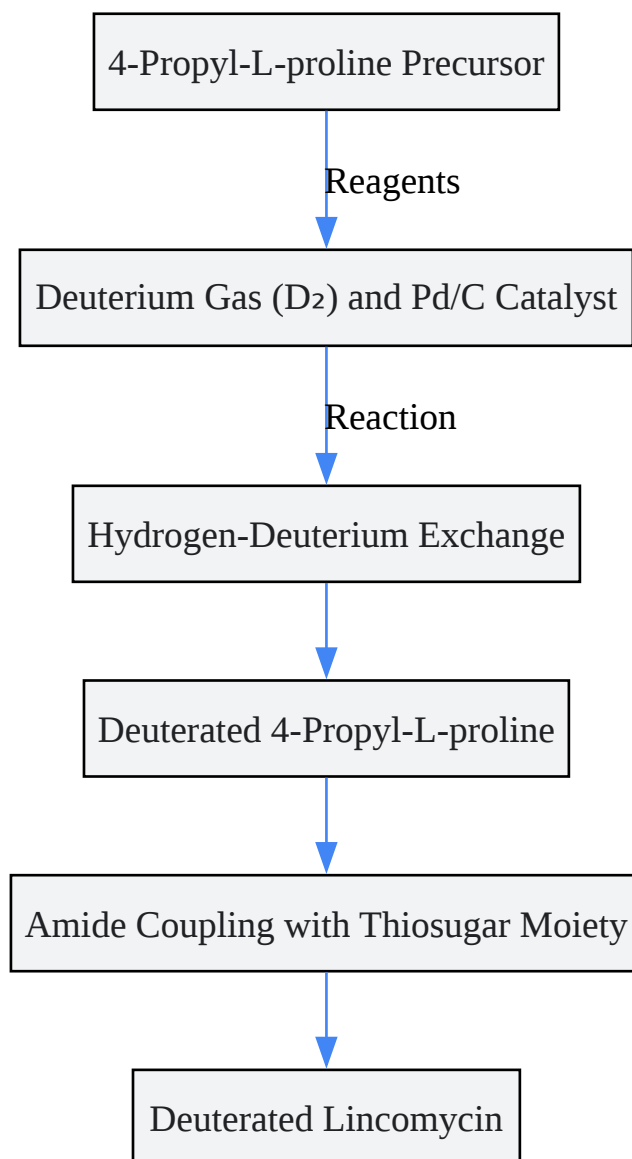 4-Propyl-L-proline Precursor
Reagents
Deuterium Gas (D₂) and Pd/C Catalyst
Reaction
Hydrogen-Deuterium Exchange
Deuterated 4-Propyl-L-proline
Amide Coupling with Thiosugar Moiety
Deuterated Lincomycin